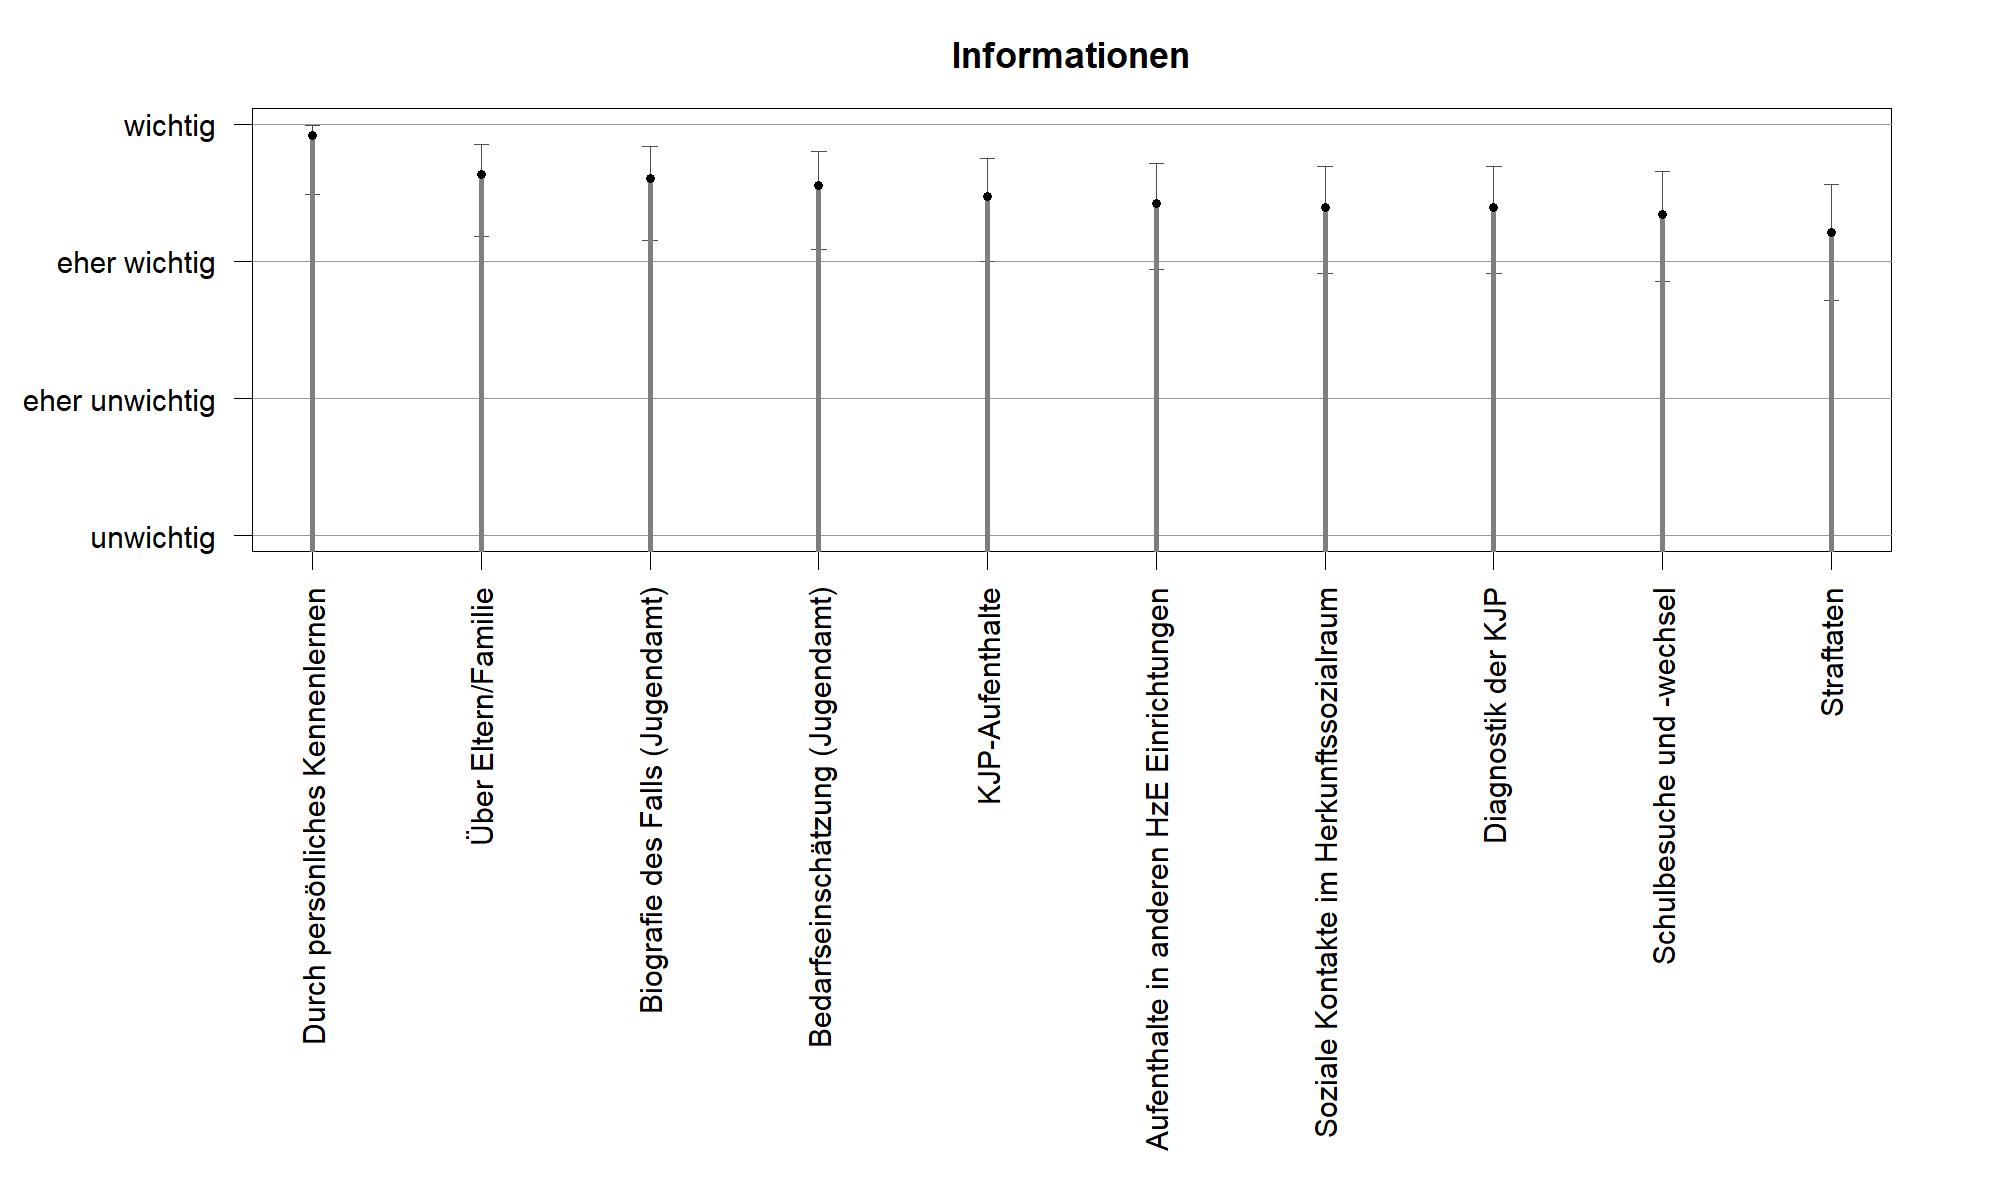 Informationen
wichtig
eher wichtig
eher unwichtig
unwichtig
Durch persönliches Kennenlernen
Über Eltern/Familie
Biografie des Falls (Jugendamt)
Bedarfseinschätzung (Jugendamt)
KJP-Aufenthalte
Aufenthalte in anderen HzE Einrichtungen
Soziale Kontakte im Herkunftssozialraum
Diagnostik der KJP
Schulbesuche und -wechsel
Straftaten